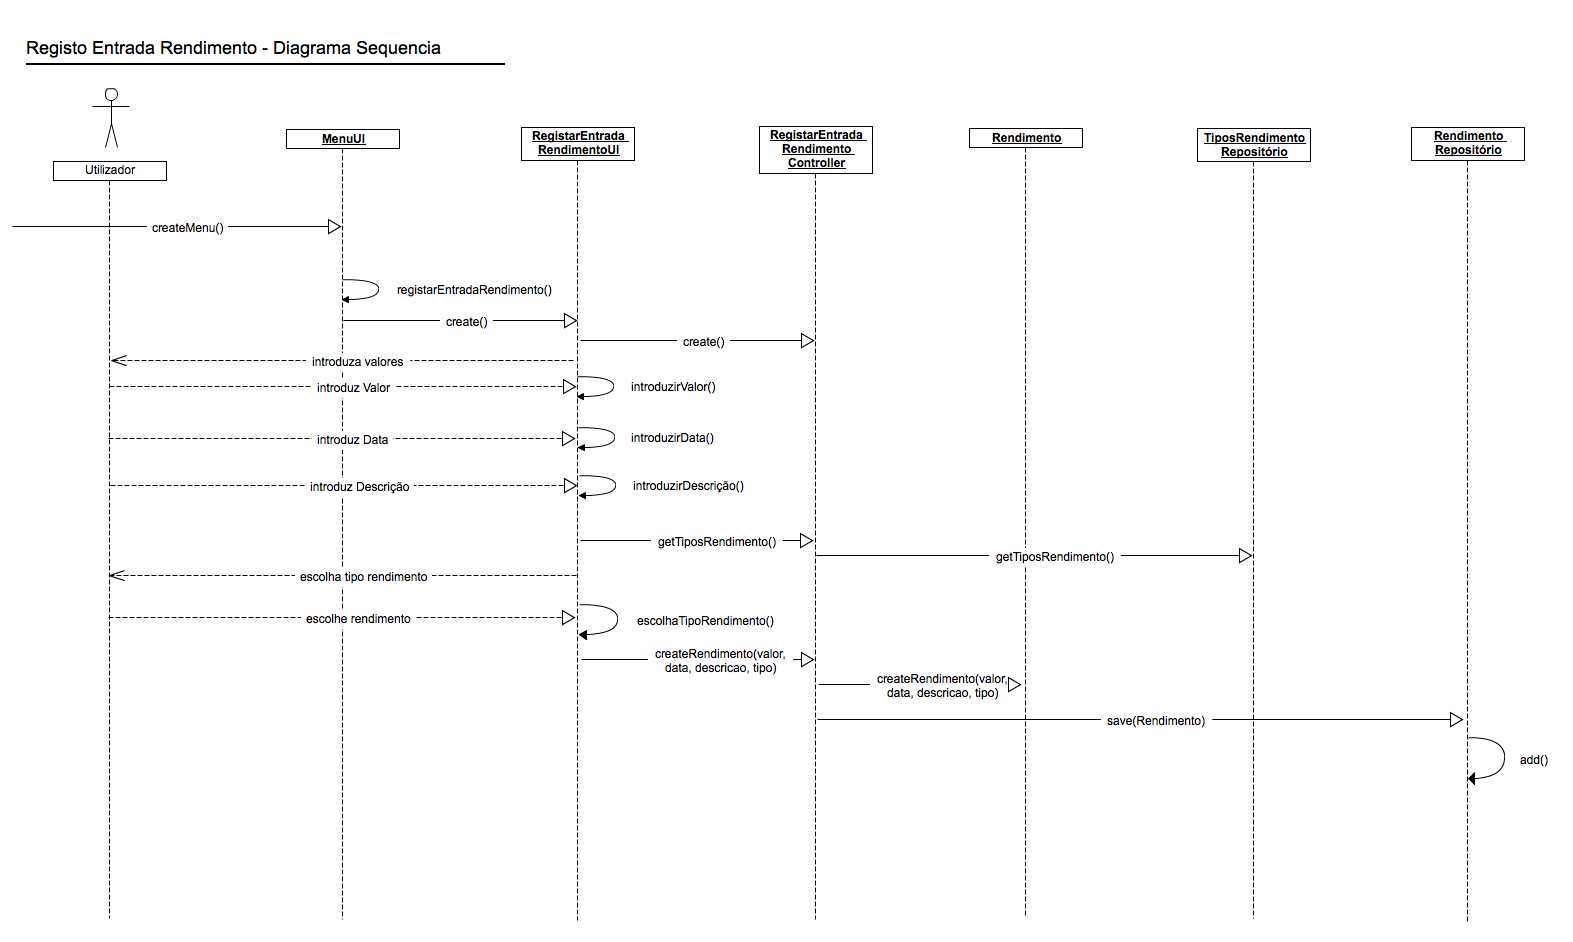 Registo Entrada Rendimento - Diagrama Sequencia
Utilizador
MenuUI
RegistarEntrada
RendimentoUI
RegistarEntrada
Rendimento
Controller
Rendimento
TiposRendimento
Repositório
Rendimento
Repositório
createMenu()
registarEntradaRendimento()
create()
create()
introduza valores
introduz Valor
introduzirValor()
introduz Data
introduzirData()
introduz Descrição
introduzirDescrição()
getTiposRendimento()
getTiposRendimento()
escolha tipo rendimento
escolhe rendimento
escolhaTipoRendimento()
createRendimento(valor,
data, descricao, tipo)
createRendimento(valor,
data, descricao, tipo)
save(Rendimento)
add()